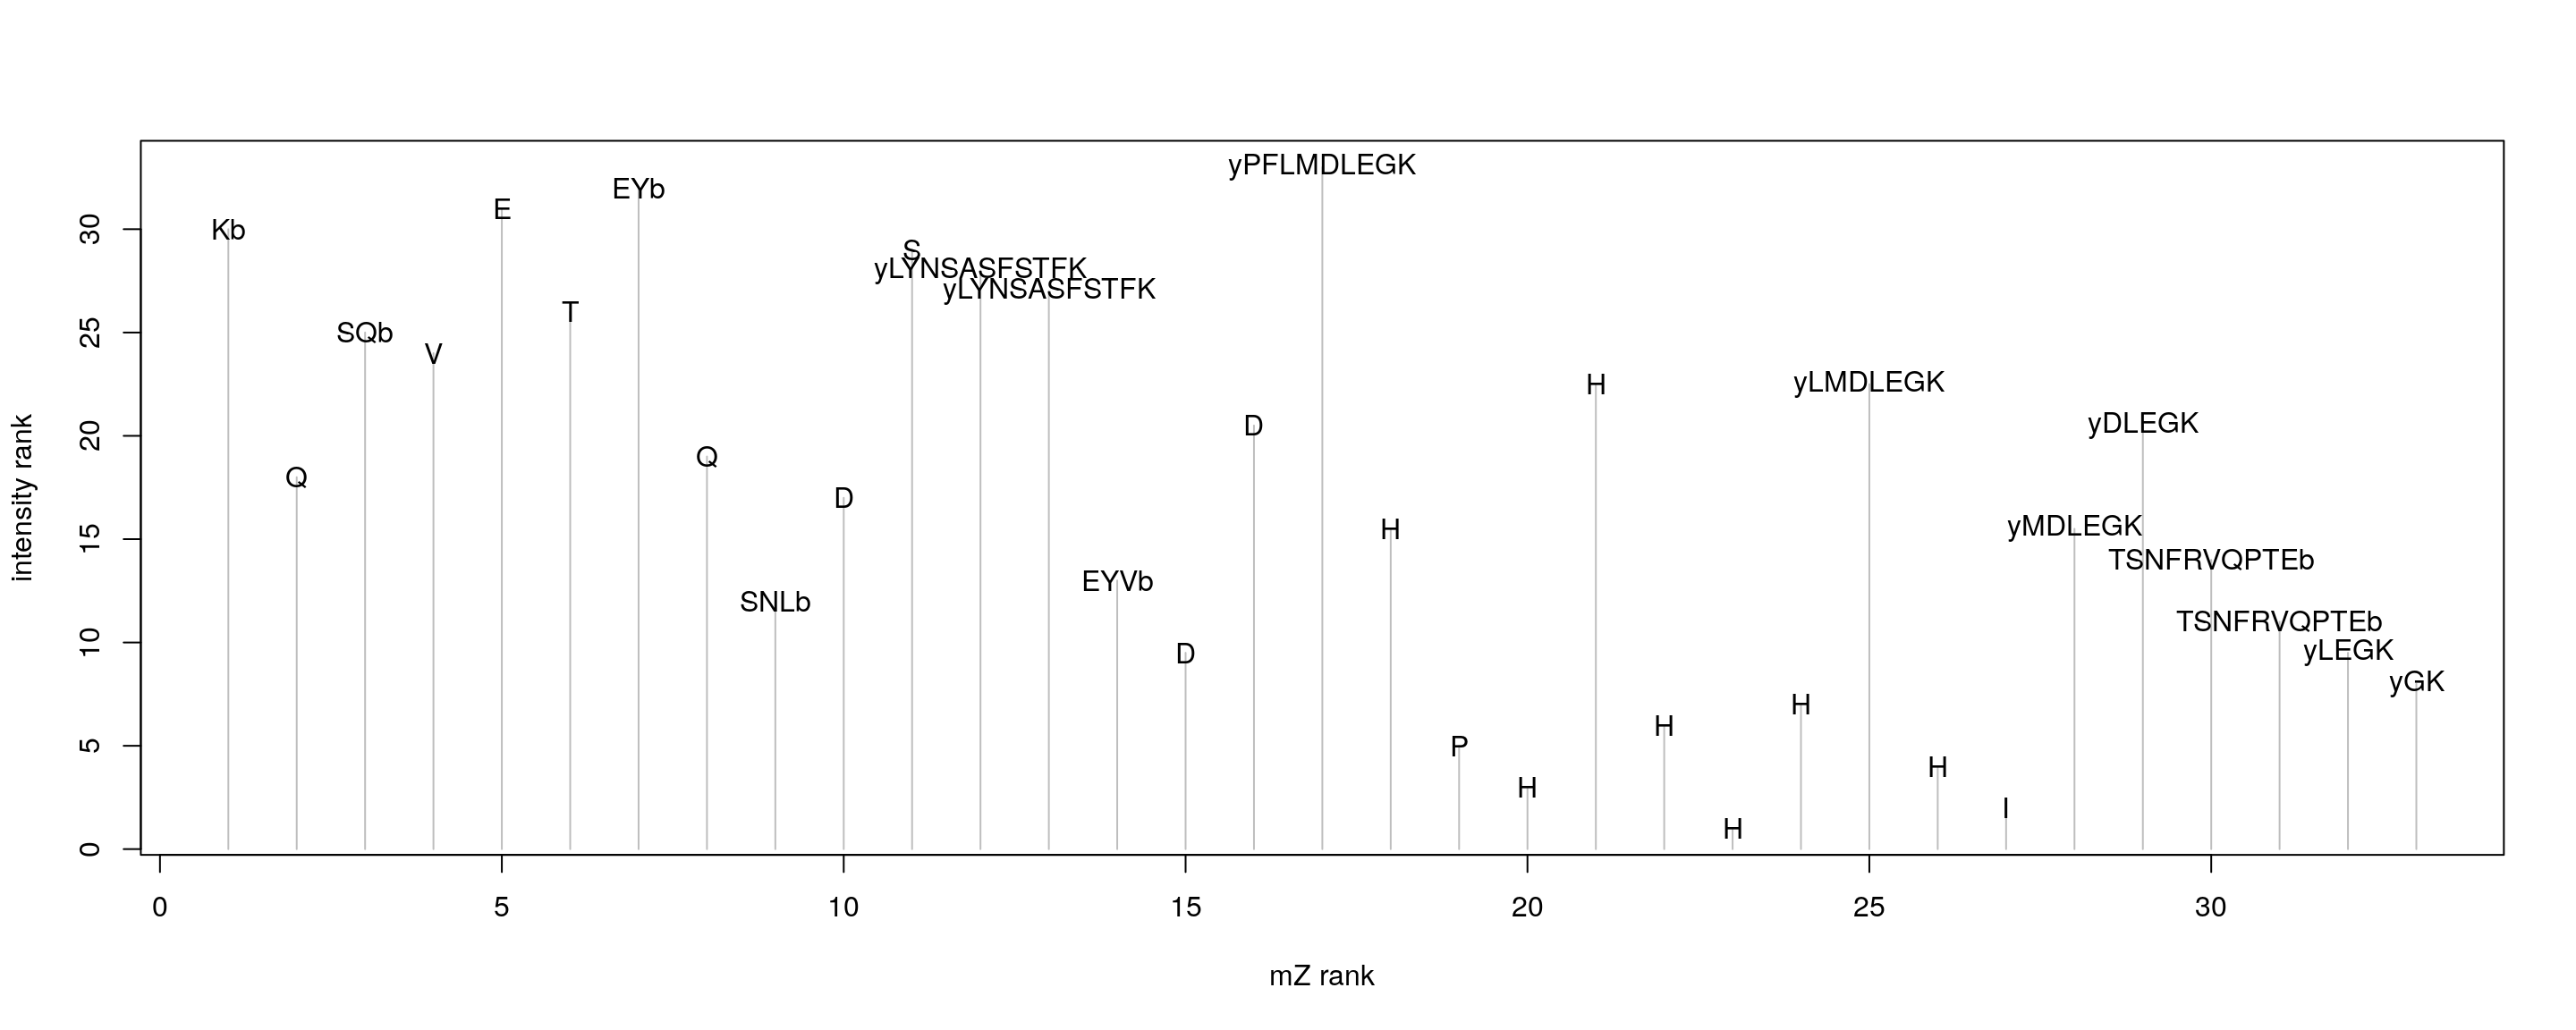 yPFLMDLEGK
EYb
E
Kb
S
yLYNSASFSTFK
yLYNSASFSTFK
T
SQb
V
H
yLMDLEGK
D
yDLEGK
Q
Q
D
H
yMDLEGK
TSNFRVQPTEb
EYVb
SNLb
TSNFRVQPTEb
D
yLEGK
yGK
H
H
P
H
H
I
H
30
25
20
15
10
5
0
intensity rank
0 5 10 15 20 25 30
mZ rank